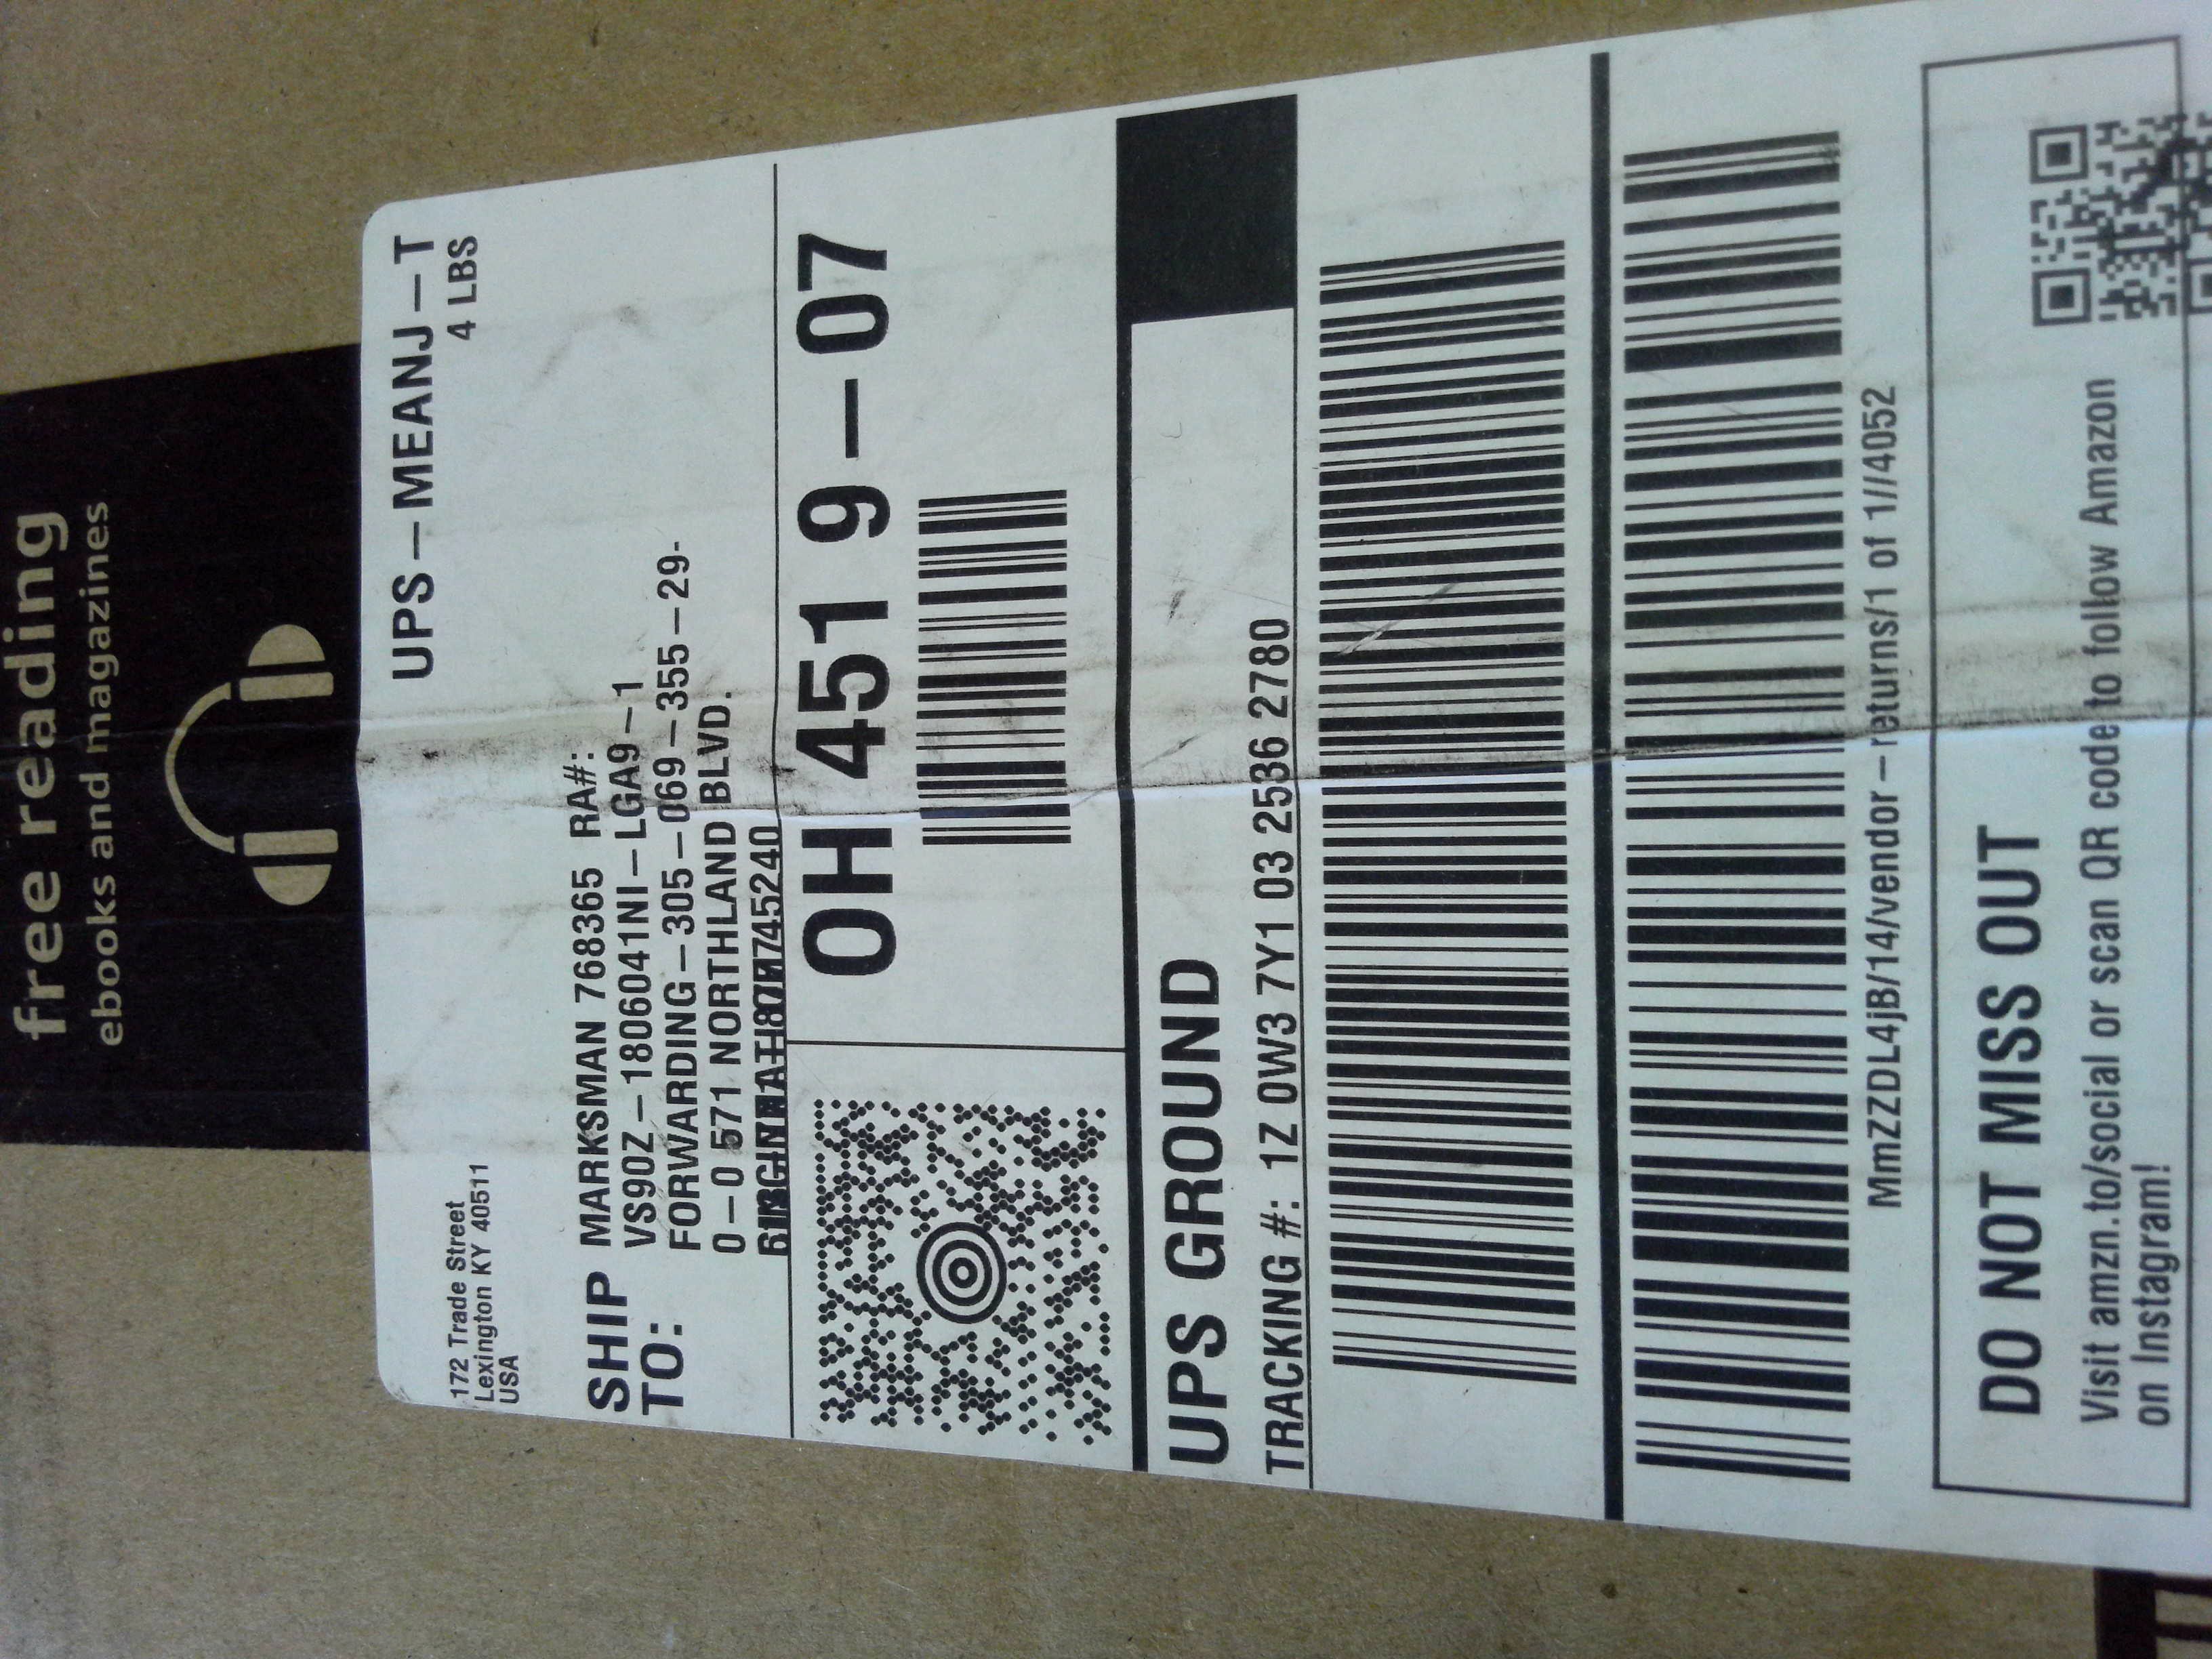 free reading
ebooks and magazines
UPS–MEANJ–T
4 LBS
172 Trade Street
Lexington KY 40511
USA
SHIP
TO:
MARKSMAN 768365 RA#:
VS90Z–1806041NI–LGA9–1
FORWARDING–305–069–355–29-
0–0 571 NORTHLAND BLVD.
OH 451 9–07
UPS GROUND
TRACKING #: 1Z 0W3 7Y1 03 2536 2780
MmZZDL4jB/14/vendor–returns/1 of 1//4052
DO NOT MISS OUT
Visit amzn.to/social or scan QR code to follow Amazon
on Instagram!